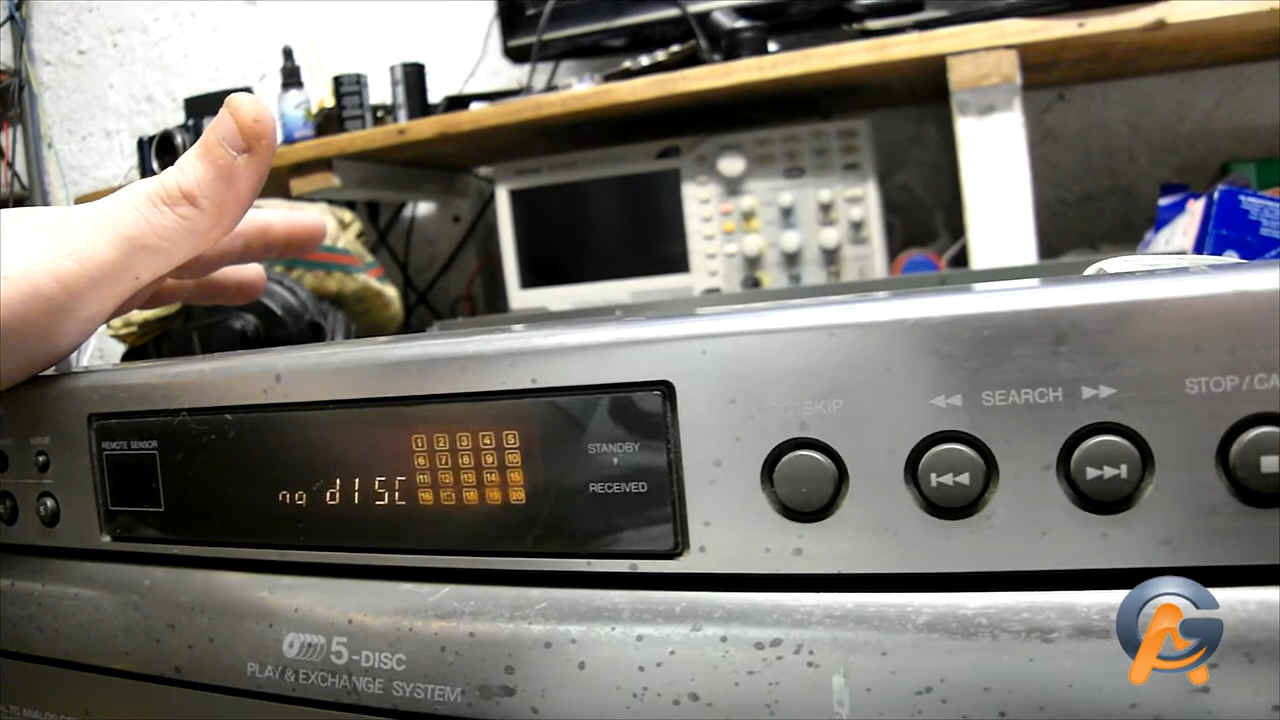 SKIP
SEARCH
STOP / CA
REMOTE SENSOR
1 2 3 4 5
6 7 8 9 10
11 12 13 14 15
16 17 18 19 20
no dISC
STANDBY
RECEIVED
5-DISC
PLAY & EXCHANGE SYSTEM